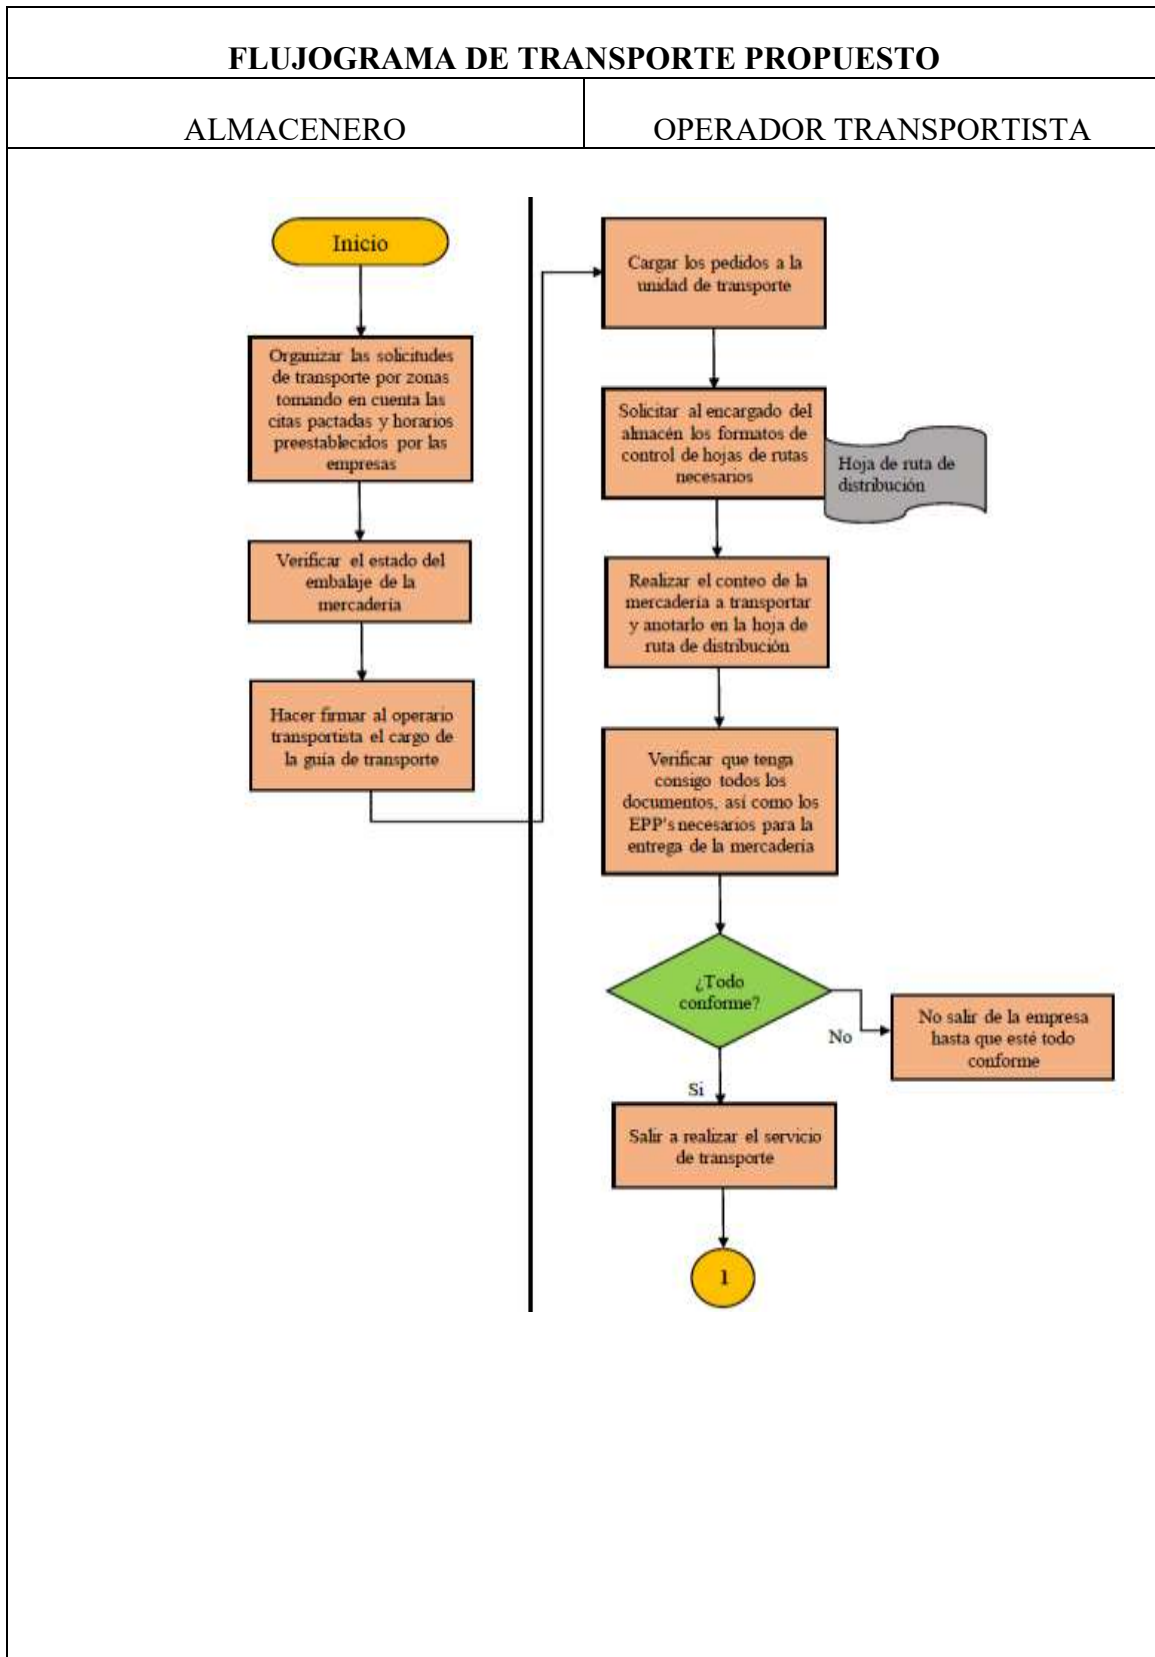 FLUJOGRAMA DE TRANSPORTE PROPUESTO
ALMACENERO
OPERADOR TRANSPORTISTA
Inicio
Organizar las solicitudes
de transporte por zonas
tomando en cuenta las
citas pactadas y horarios
preestablecidos por las
empresas
Verificar el estado del
embalaje de la
mercadería
Hacer firmar al operario
transportista el cargo de
la guía de transporte
Cargar los pedidos a la
unidad de transporte
Solicitar al encargado del
almacén los formatos de
control de hojas de rutas
necesarios
Hoja de ruta de
distribución
Realizar el conteo de la
mercadería a transportar
y anotarlo en la hoja de
ruta de distribución
Verificar que tenga
consigo todos los
documentos, así como los
EPP's necesarios para la
entrega de la mercadería
¿Todo
conforme?
No
No salir de la empresa
hasta que esté todo
conforme
Si
Salir a realizar el servicio
de transporte
1